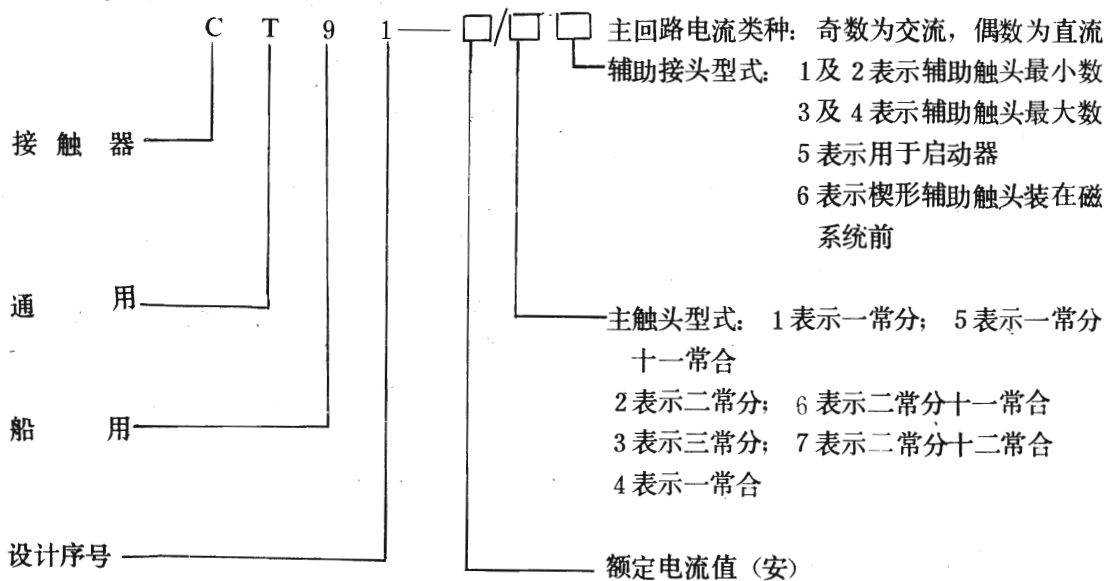 C T 9 1—□/□ □ 主回路电流类种：奇数为交流，偶数为直流
辅助接头型式： 1及 2表示辅助触头最小数
3及 4表示辅助触头最大数
5表示用于启动器
6表示楔形辅助触头装在磁
系统前
接触器
通用
主触头型式： 1表示一常分； 5表示一常分
十一常合
2表示二常分； 6表示二常分十一常合
船用
3表示三常分； 7表示二常分十二常合
4表示一常合
设计序号
额定电流值（安）